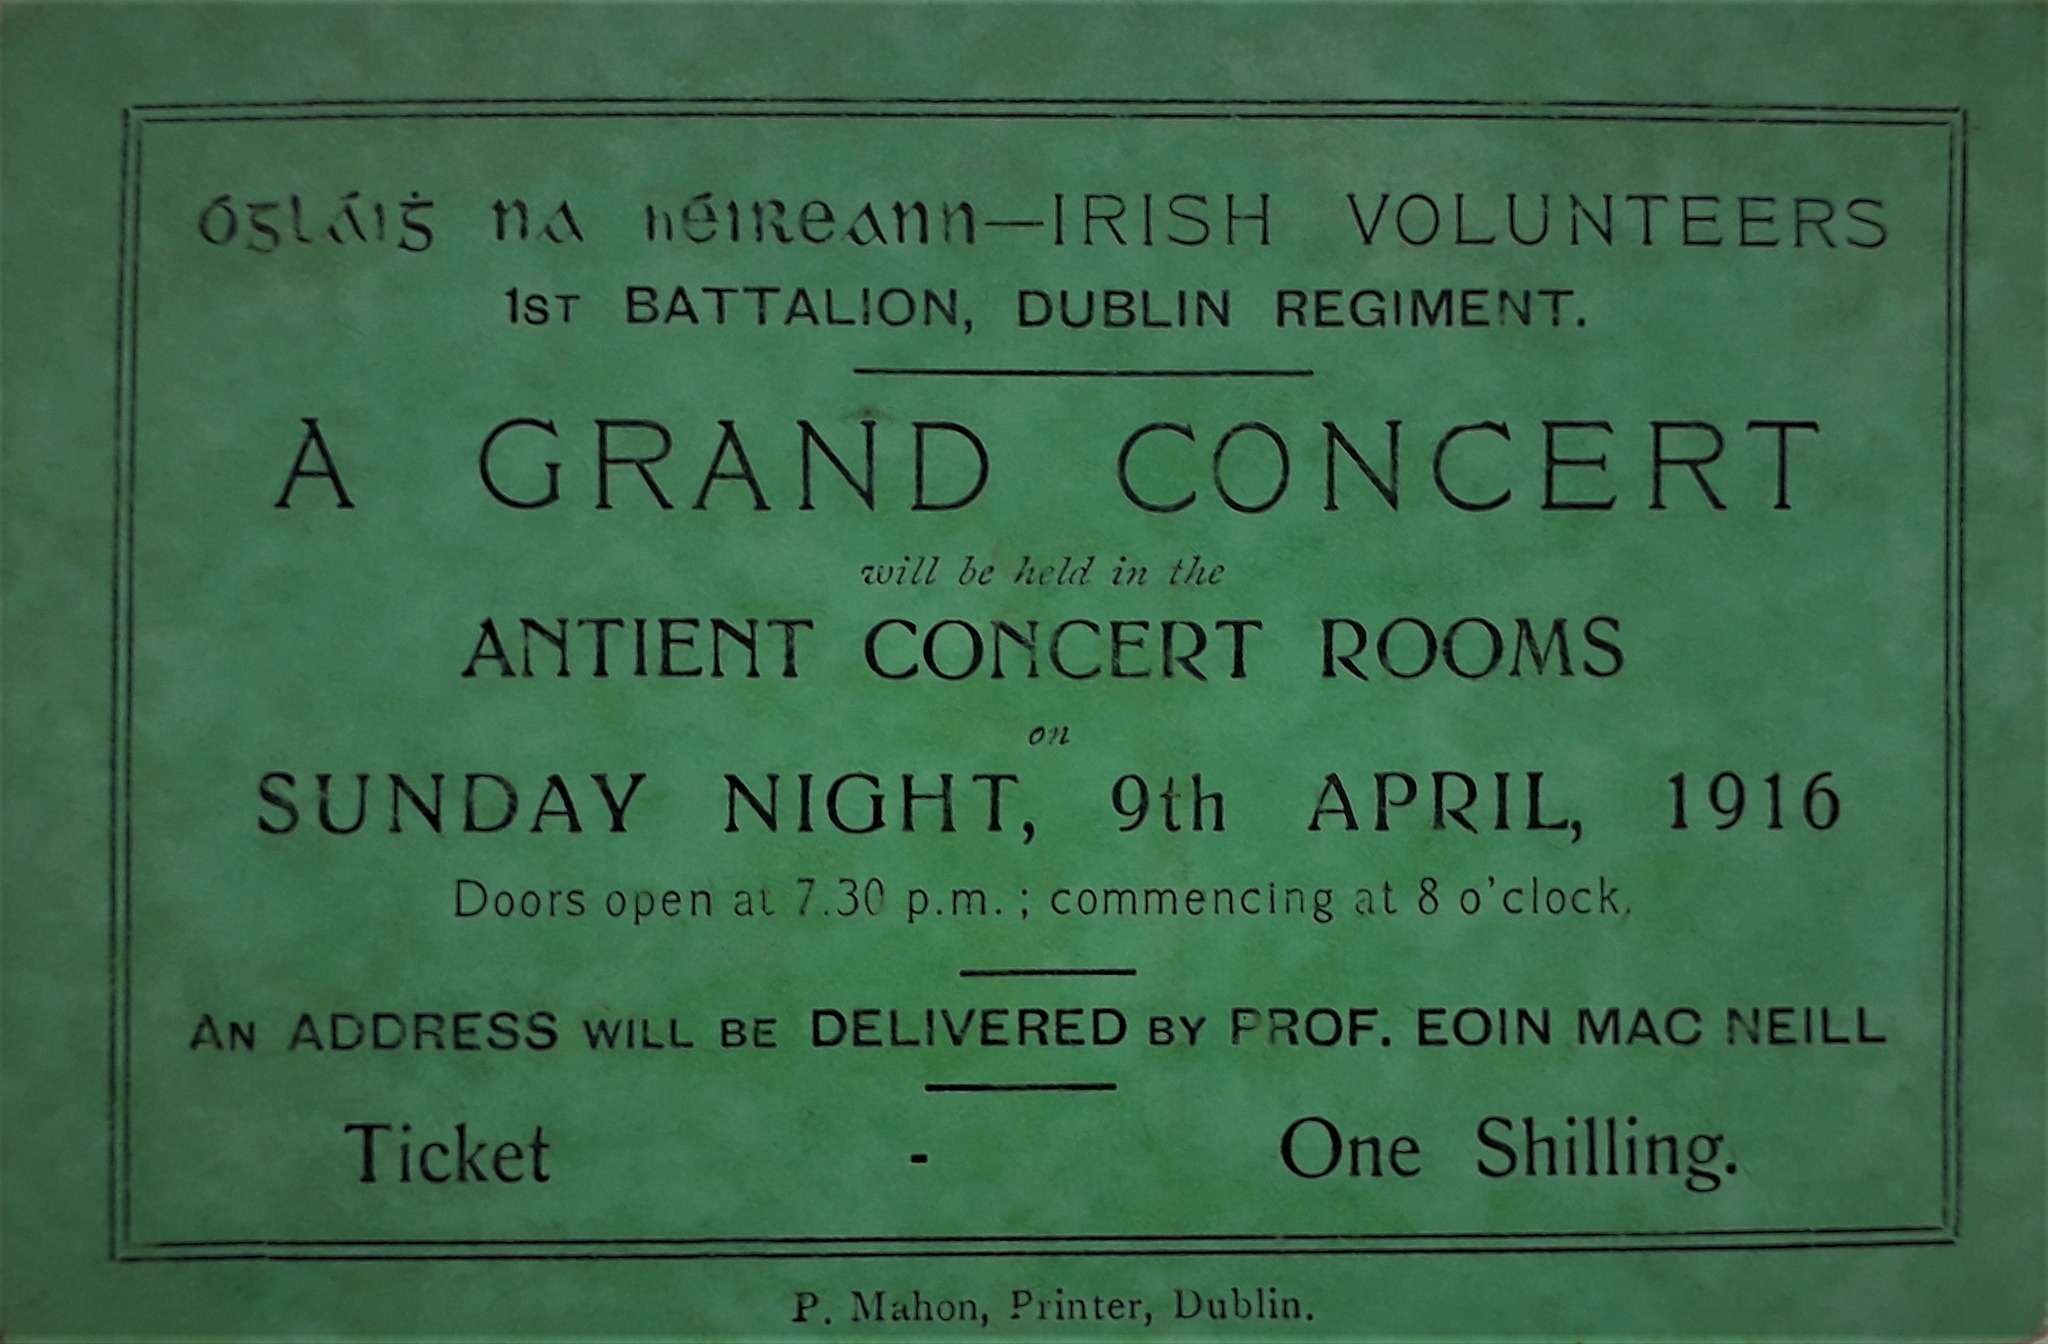 Ógláiġ na hÉireann—IRISH VOLUNTEERS
1ST BATTALION, DUBLIN REGIMENT.
A GRAND CONCERT
will be held in the
ANTIENT CONCERT ROOMS
on
SUNDAY NIGHT, 9th APRIL, 1916
Doors open at 7.30 p.m. ; commencing at 8 o'clock.
AN ADDRESS WILL BE DELIVERED BY PROF. EOIN MAC NEILL
Ticket - One Shilling.
P. Mahon, Printer, Dublin.